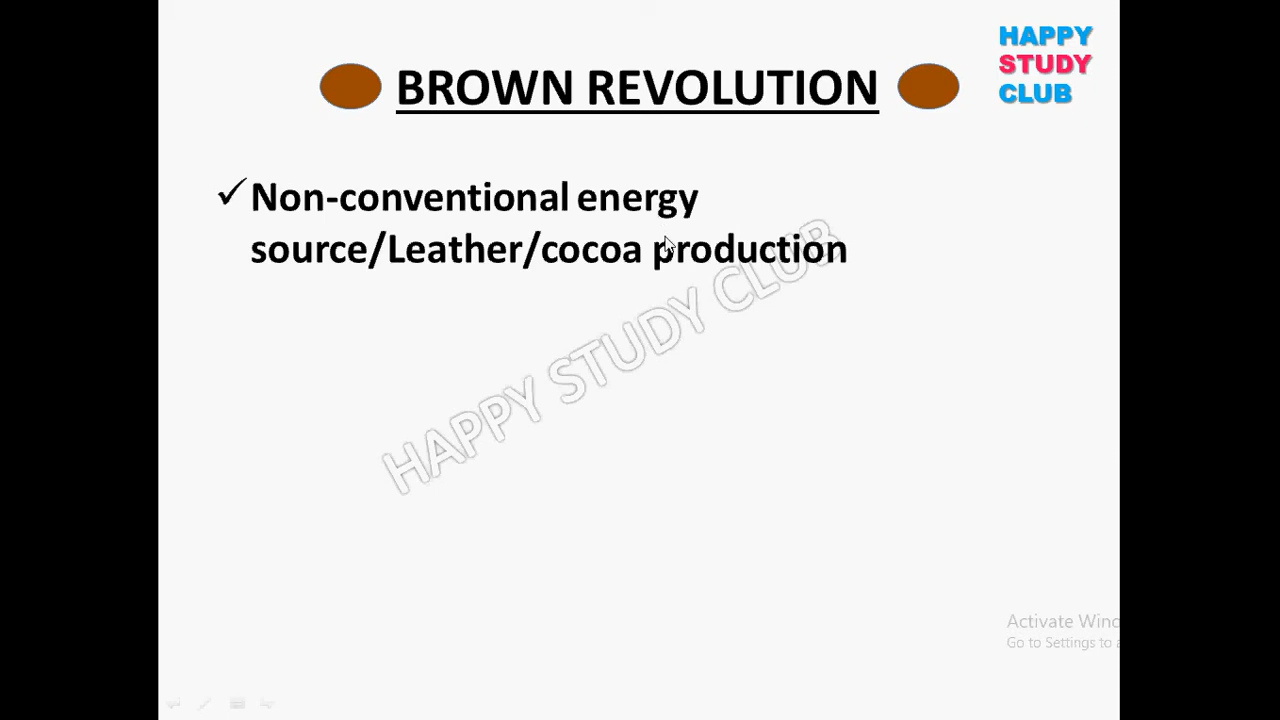 HAPPY
STUDY
CLUB
BROWN REVOLUTION
✓Non-conventional energy
source/Leather/cocoa production
HAPPY STUDY CLUB
Activate Wind
Go to Settings to a